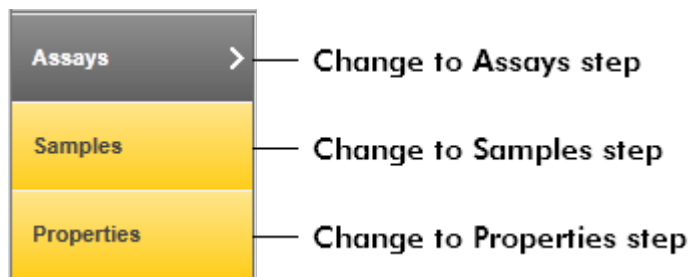 Assays Change to Assays step
Samples Change to Samples step
Properties Change to Properties step